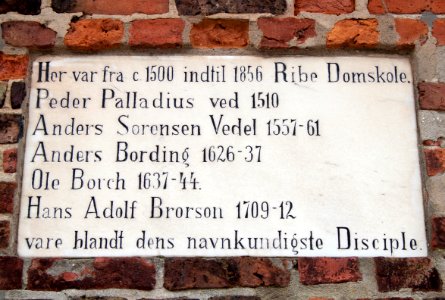 Her var fra c. 1500 indtil 1856 Ribe Domskole.
Peder Palladius ved 1510
Anders Sørensen Vedel 1557-61
Anders Bording 1626-37
Ole Borch 1637-44.
Hans Adolf Brorson 1709-12
vare blandt dens navnkundigste Disciple.